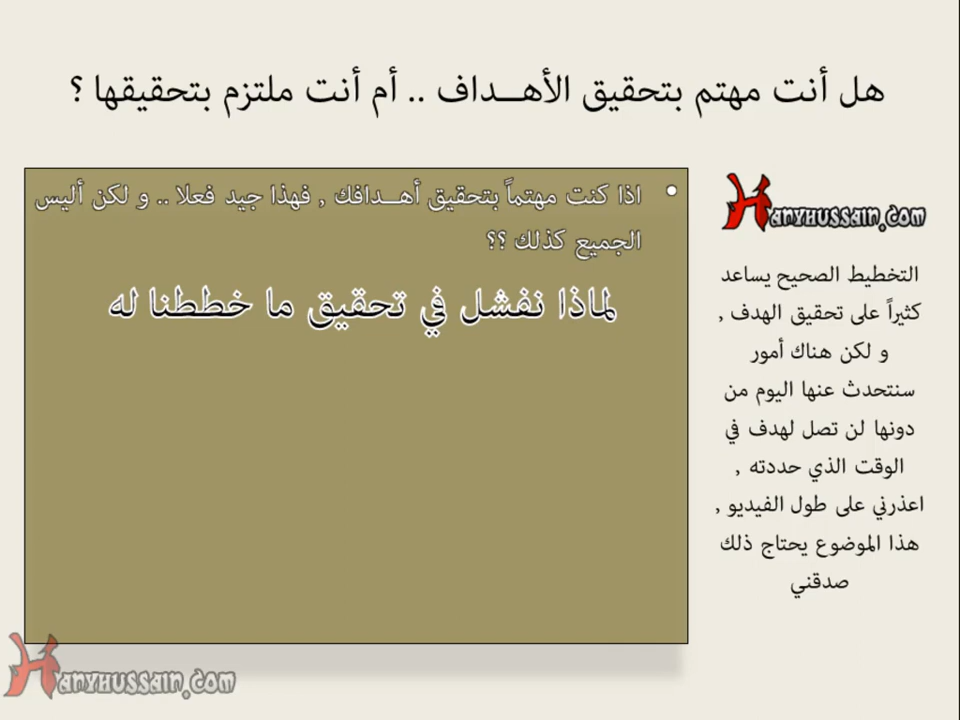 هل أنت مهتم بتحقيق الأهـــداف .. أم أنت ملتزم بتحقيقها ؟
• اذا كنت مهتماً بتحقيق أهـــدافك , فهذا جيد فعلا .. و لكن أليس
الجميع كذلك ؟؟
لماذا نفشل في تحقيق ما خططنا له
Hanyhussain.com
التخطيط الصحيح يساعد
كثيراً على تحقيق الهدف ,
و لكن هناك أمور
سنتحدث عنها اليوم من
دونها لن تصل لهدف في
الوقت الذي حددته ,
اعذرني على طول الفيديو ,
هذا الموضوع يحتاج ذلك
صدقني
Hanyhussain.com